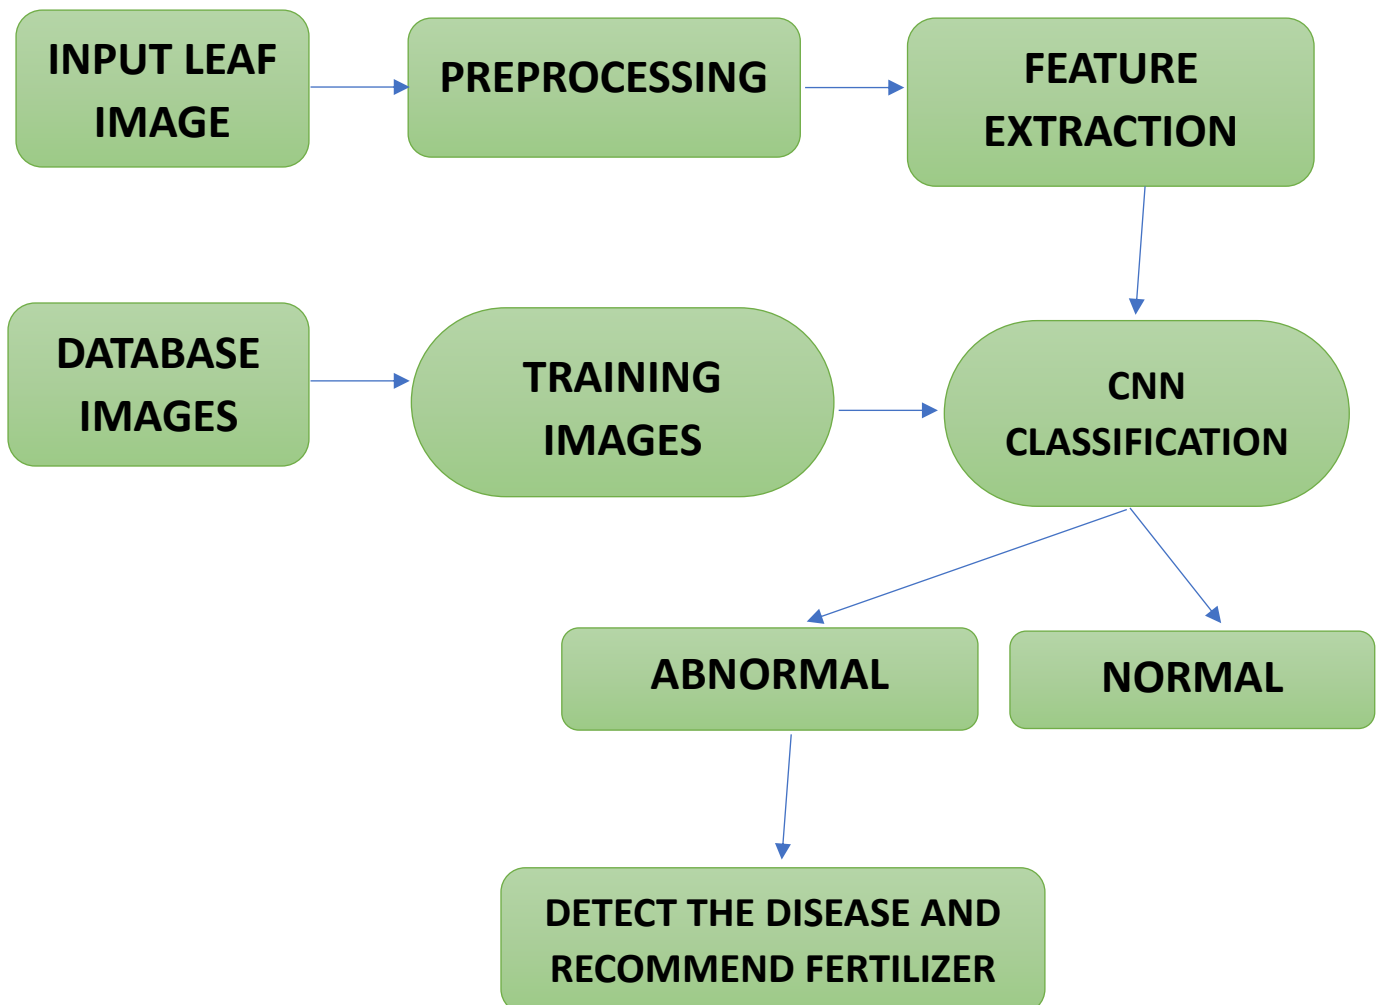 INPUT LEAF
IMAGE
PREPROCESSING
FEATURE
EXTRACTION
DATABASE
IMAGES
TRAINING
IMAGES
CNN
CLASSIFICATION
ABNORMAL
NORMAL
DETECT THE DISEASE AND
RECOMMEND FERTILIZER